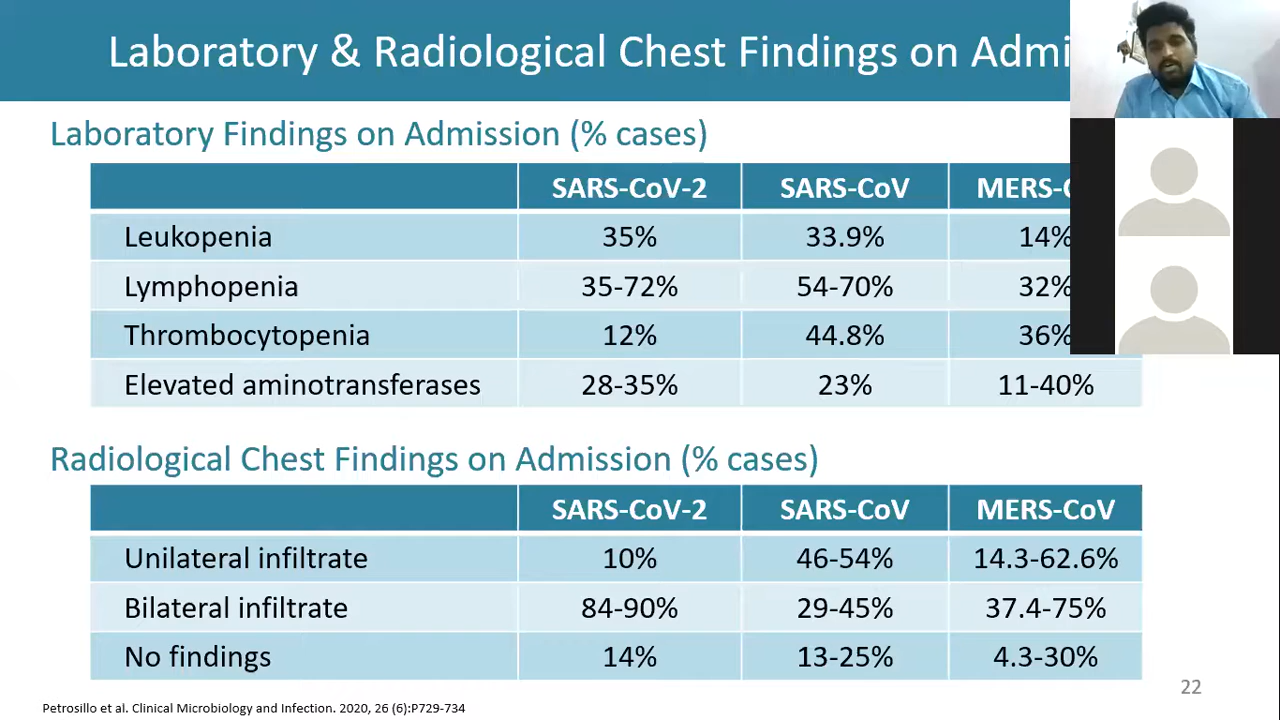 Laboratory & Radiological Chest Findings on Admi
Laboratory Findings on Admission (% cases)
SARS-CoV-2 SARS-CoV MERS-C
Leukopenia 35% 33.9% 14%
Lymphopenia 35-72% 54-70% 32%
Thrombocytopenia 12% 44.8% 36%
Elevated aminotransferases 28-35% 23% 11-40%
Radiological Chest Findings on Admission (% cases)
SARS-CoV-2 SARS-CoV MERS-CoV
Unilateral infiltrate 10% 46-54% 14.3-62.6%
Bilateral infiltrate 84-90% 29-45% 37.4-75%
No findings 14% 13-25% 4.3-30%
22
Petrosillo et al. Clinical Microbiology and Infection. 2020, 26 (6):P729-734